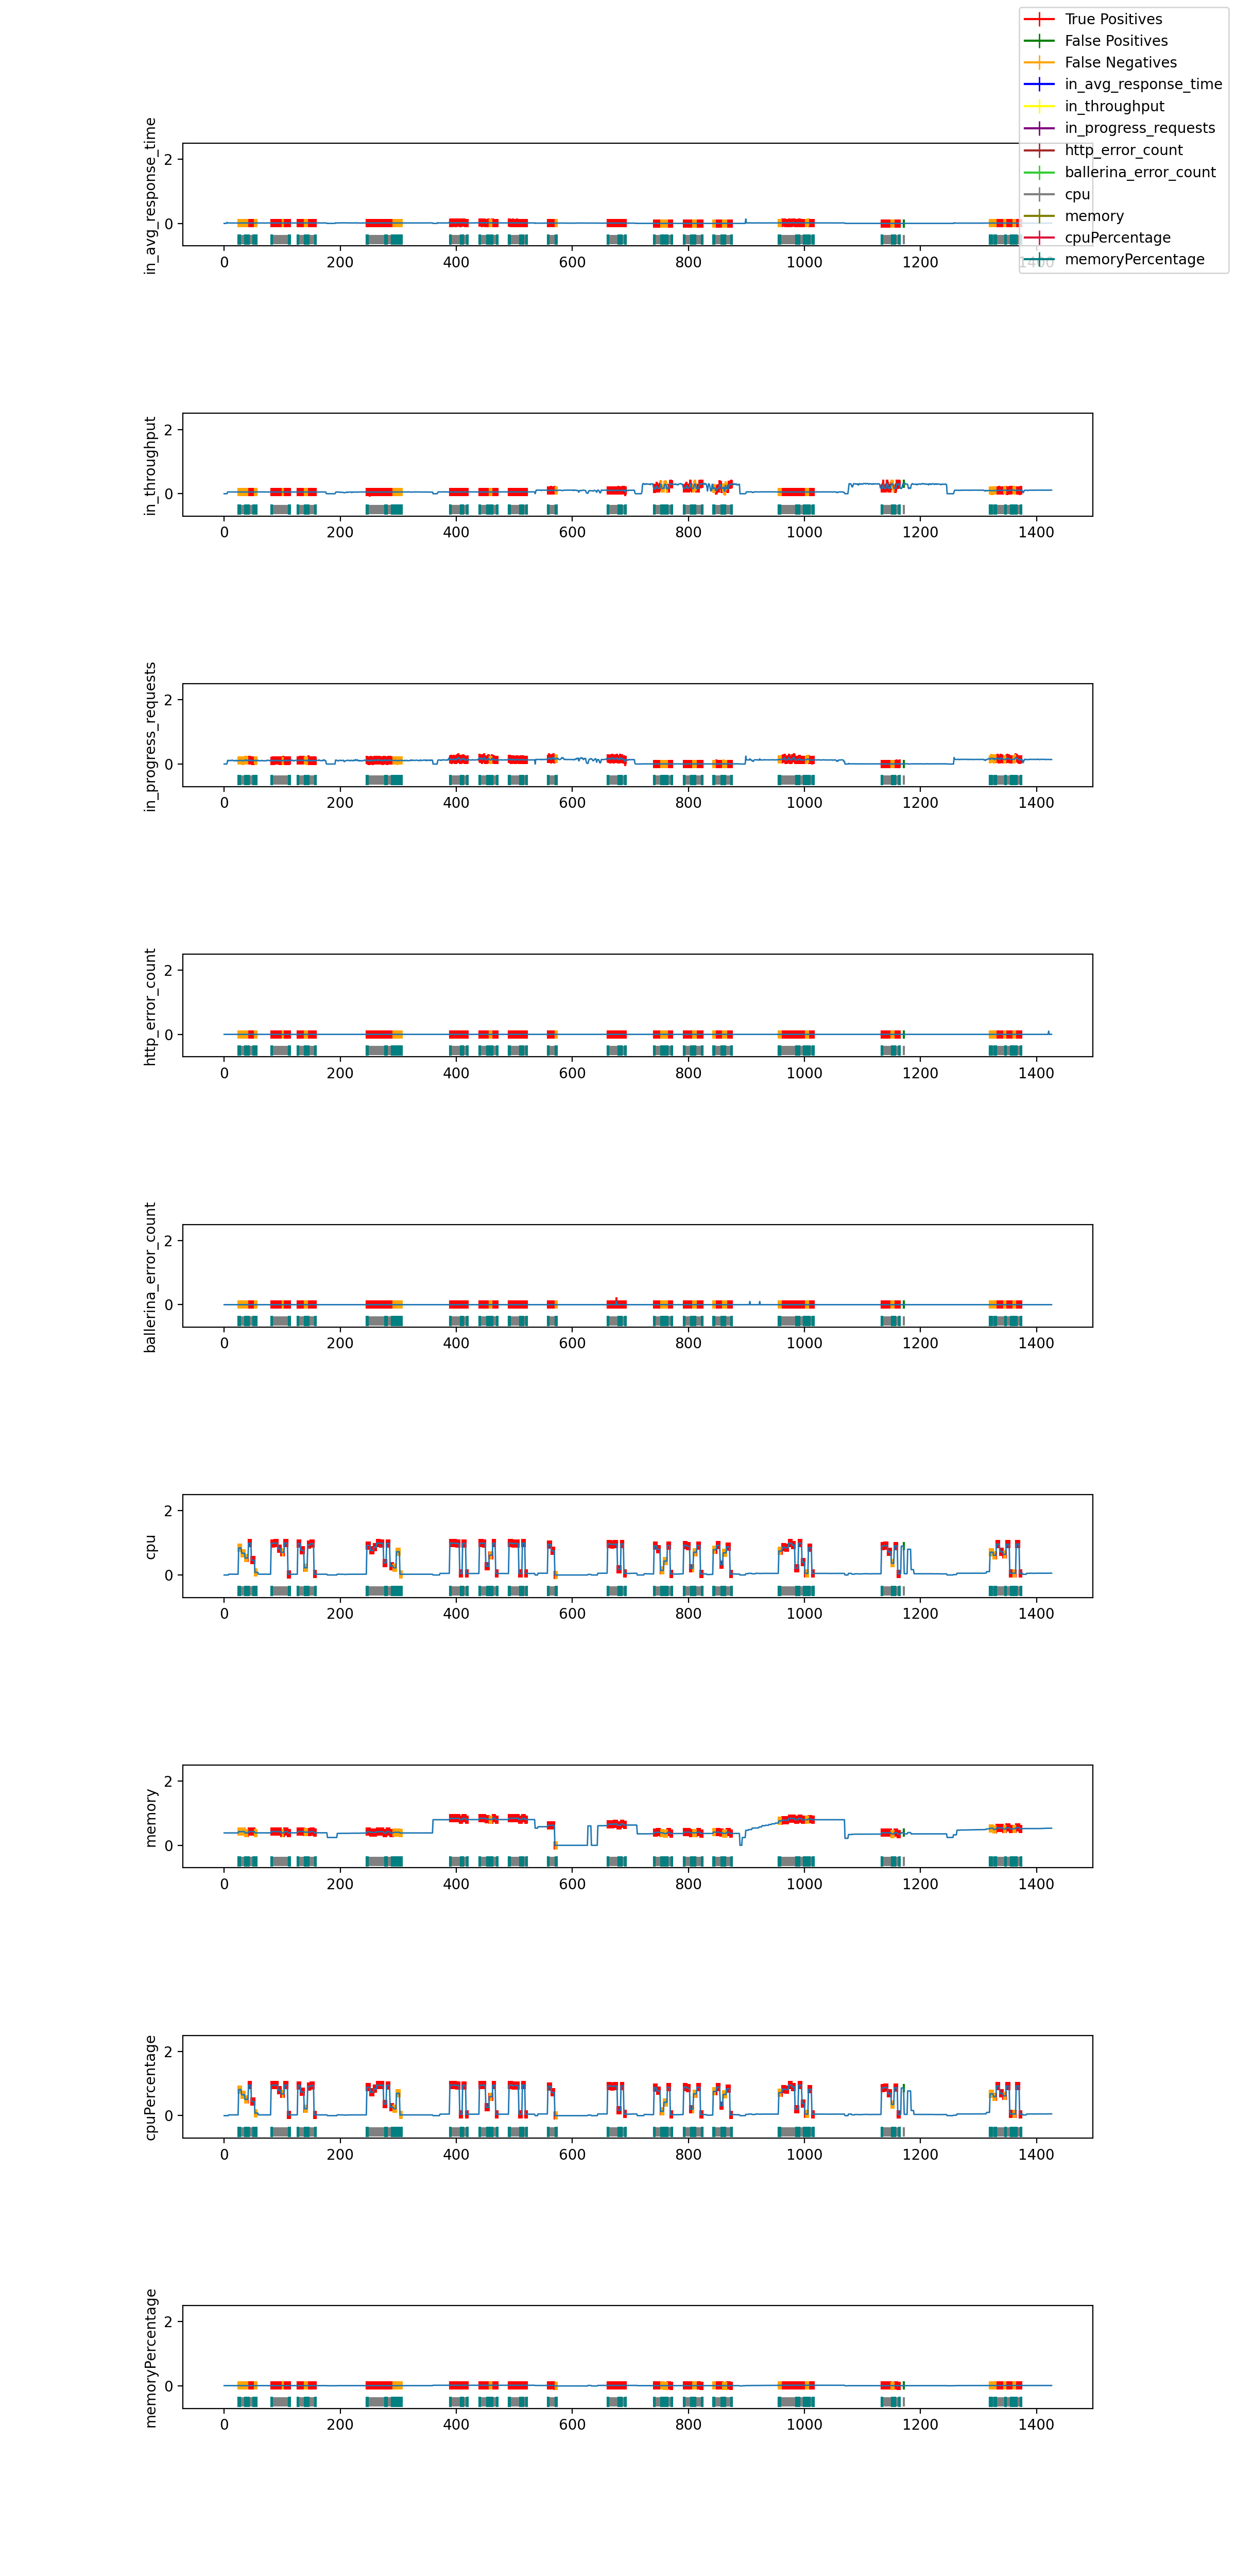 True Positives
False Positives
False Negatives
in_avg_response_time
in_throughput
in_progress_requests
http_error_count
ballerina_error_count
cpu
memory
cpuPercentage
memoryPercentage
in_avg_response_time
2
0
0 200 400 600 800 1000 1200 1400
in_throughput
2
0
0 200 400 600 800 1000 1200 1400
in_progress_requests
2
0
0 200 400 600 800 1000 1200 1400
http_error_count
2
0
0 200 400 600 800 1000 1200 1400
ballerina_error_count
2
0
0 200 400 600 800 1000 1200 1400
cpu
2
0
0 200 400 600 800 1000 1200 1400
memory
2
0
0 200 400 600 800 1000 1200 1400
cpuPercentage
2
0
0 200 400 600 800 1000 1200 1400
memoryPercentage
2
0
0 200 400 600 800 1000 1200 1400